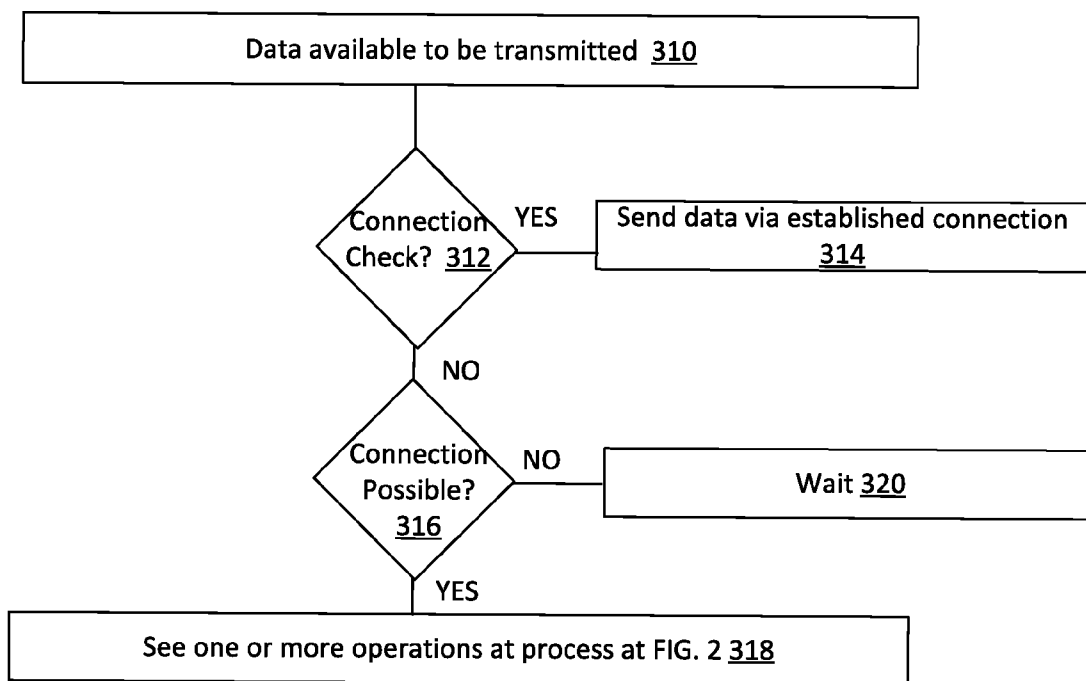 Data available to be transmitted 310
Connection
Check? 312
YES
Send data via established connection
314
NO
Connection
Possible?
316
NO
Wait 320
YES
See one or more operations at process at FIG. 2 318